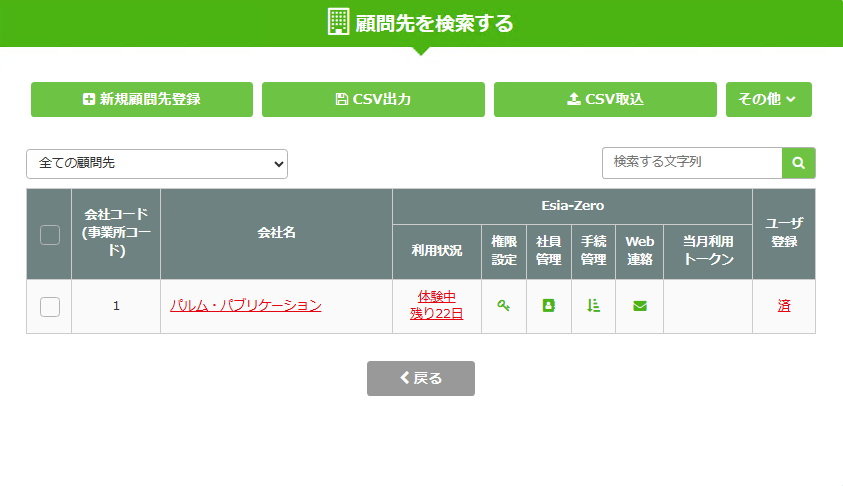 顧問先を検索する
新規顧問先登録
CSV出力
CSV取込
その他
全ての顧問先
検索する文字列
会社コード
(事業所コー
ド)
会社名
Esia-Zero
利用状況
権限
設定
社員
管理
手続
管理
Web
連絡
当月利用
トークン
ユーザ
登録
1
パルム・パブリケーション
体験中
残り22日
済
戻る